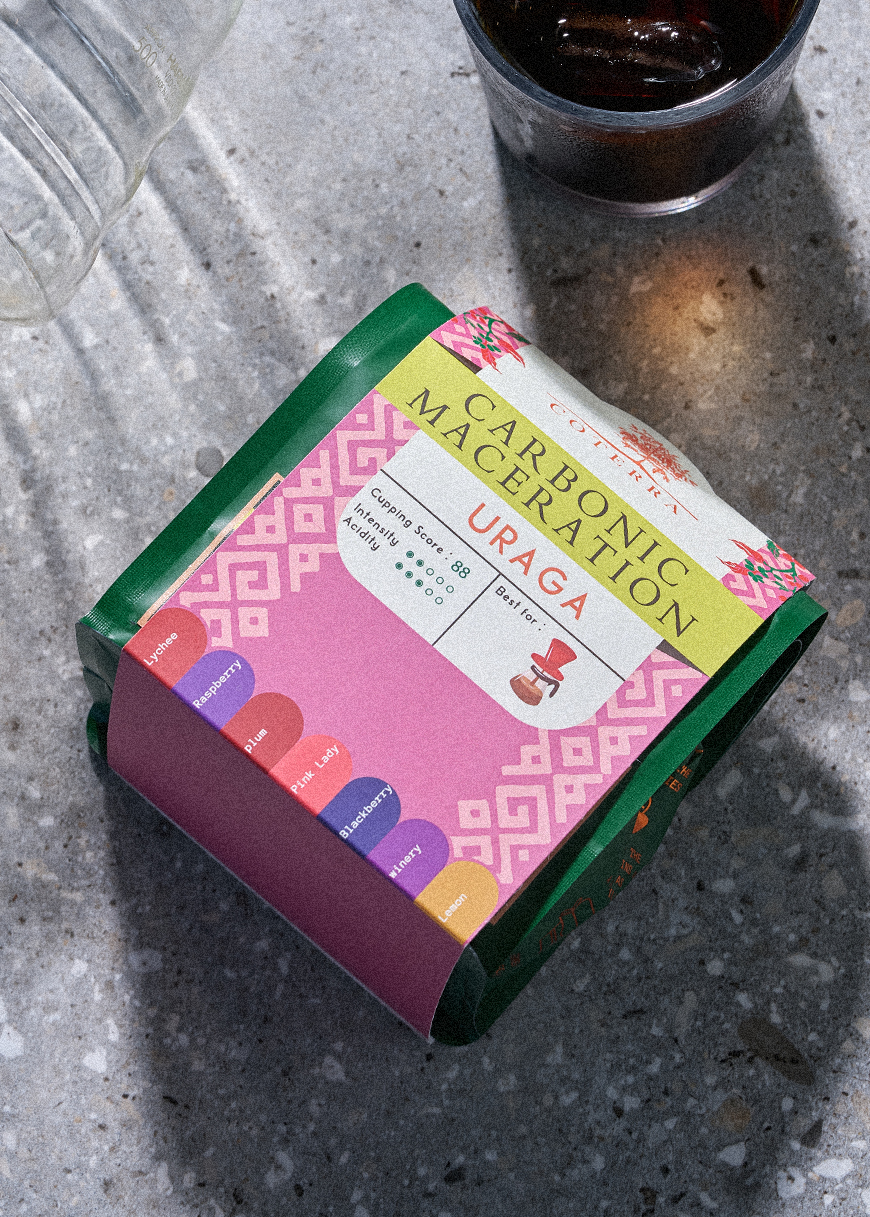 COTERRA
CARBONIC
MACERATION
URAGA
Cupping Score : 88
Intensity
Acidity
Best for :
Lychee
Raspberry
plum
Pink Lady
Blackberry
winery
Lemon
500